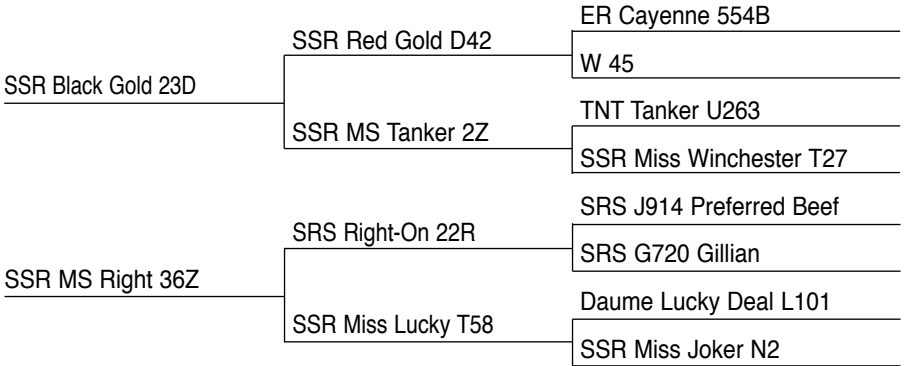 ER Cayenne 554B
SSR Red Gold D42
W 45
SSR Black Gold 23D
TNT Tanker U263
SSR MS Tanker 2Z
SSR Miss Winchester T27
SRS J914 Preferred Beef
SRS Right-On 22R
SRS G720 Gillian
SSR MS Right 36Z
Daume Lucky Deal L101
SSR Miss Lucky T58
SSR Miss Joker N2